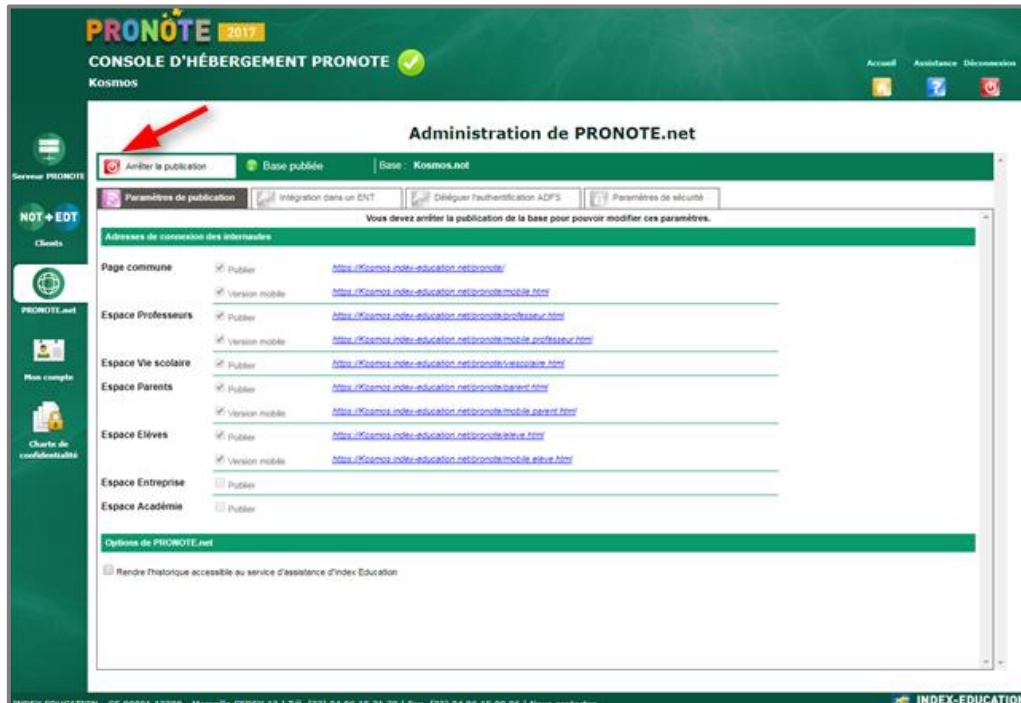 PRONOTE 2017
CONSOLE D'HÉBERGEMENT PRONOTE
Kosmos
Accueil Assistance Déconnexion
Serveur PRONOTE
NOT+EDT
Clients
PRONOTE.net
Mon compte
Charte de
confidentialité
Administration de PRONOTE.net
Arrêter la publication Base publiée Base : Kosmos.not
Paramètres de publication Intégration dans un ENT Déléguer l'authentification ADFS Paramètres de sécurité
Vous devez arrêter la publication de la base pour pouvoir modifier ces paramètres.
Adresses de connexion des internautes
Page commune Publier https://Kosmos.index-education.net/pronote/
Version mobile https://Kosmos.index-education.net/pronote/mobile.html
Espace Professeurs Publier https://Kosmos.index-education.net/pronote/professeur.html
Version mobile https://Kosmos.index-education.net/pronote/mobile.professeur.html
Espace Vie scolaire Publier https://Kosmos.index-education.net/pronote/viescolaire.html
Espace Parents Publier https://Kosmos.index-education.net/pronote/parent.html
Version mobile https://Kosmos.index-education.net/pronote/mobile.parent.html
Espace Elèves Publier https://Kosmos.index-education.net/pronote/eleve.html
Version mobile https://Kosmos.index-education.net/pronote/mobile.eleve.html
Espace Entreprise Publier
Espace Académie Publier
Options de PRONOTE.net
Rendre l'historique accessible au service d'assistance d'Index Education
INDEX-EDUCATION